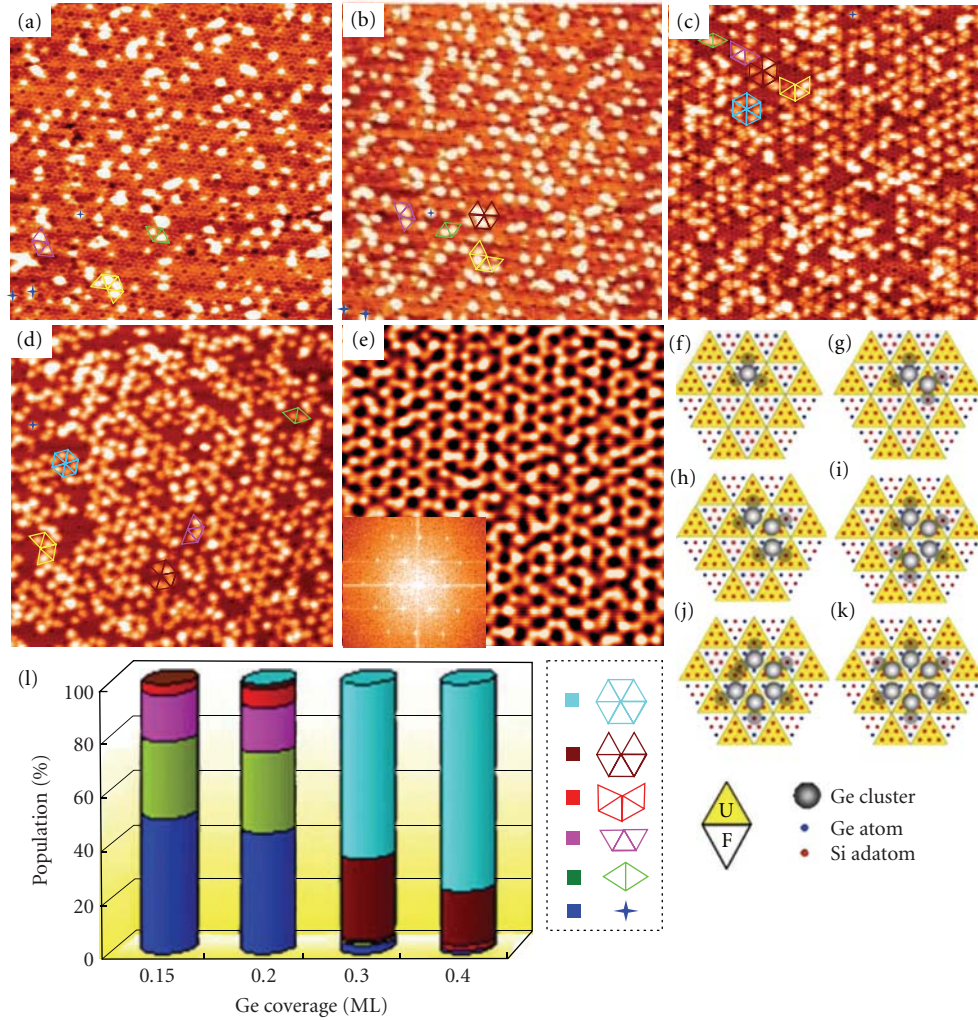 (a)
(b)
(c)
(d)
(e)
(f)
(g)
(h)
(i)
(j)
(k)
(l)
100
80
60
40
20
0
Population (%)
0.15
0.2
0.3
0.4
Ge coverage (ML)
U
F
Ge cluster
Ge atom
Si adatom